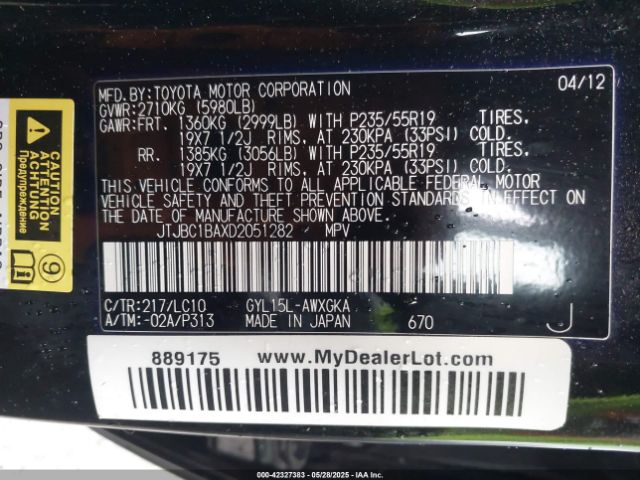 MFD.BY:TOYOTA MOTOR CORPORATION 04/12
GVWR:2710KG (5980LB)
GAWR:FRT. 1360KG (2999LB) WITH P235/55R19 TIRES,
19X7 1/2J RIMS, AT 230KPA (33PSI) COLD.
RR. 1385KG (3056LB) WITH P235/55R19 TIRES,
19X7 1/2J RIMS, AT 230KPA (33PSI) COLD.
THIS VEHICLE CONFORMS TO ALL APPLICABLE FEDERAL MOTOR
VEHICLE SAFETY AND THEFT PREVENTION STANDARDS IN EFFECT ON
THE DATE OF MANUFACTURE SHOWN ABOVE.
JTJBC1BAXD2051282 MPV
C/TR:217/LC10 GYL15L-AWXGKA
A/TM:-02A/P313 MADE IN JAPAN 670 J
CAUTION
ATTENTION
ACHTUNG
Предупреждение
9
889175 www.MyDealerLot.com
000-42327383 - 05/28/2025 - IAA Inc.